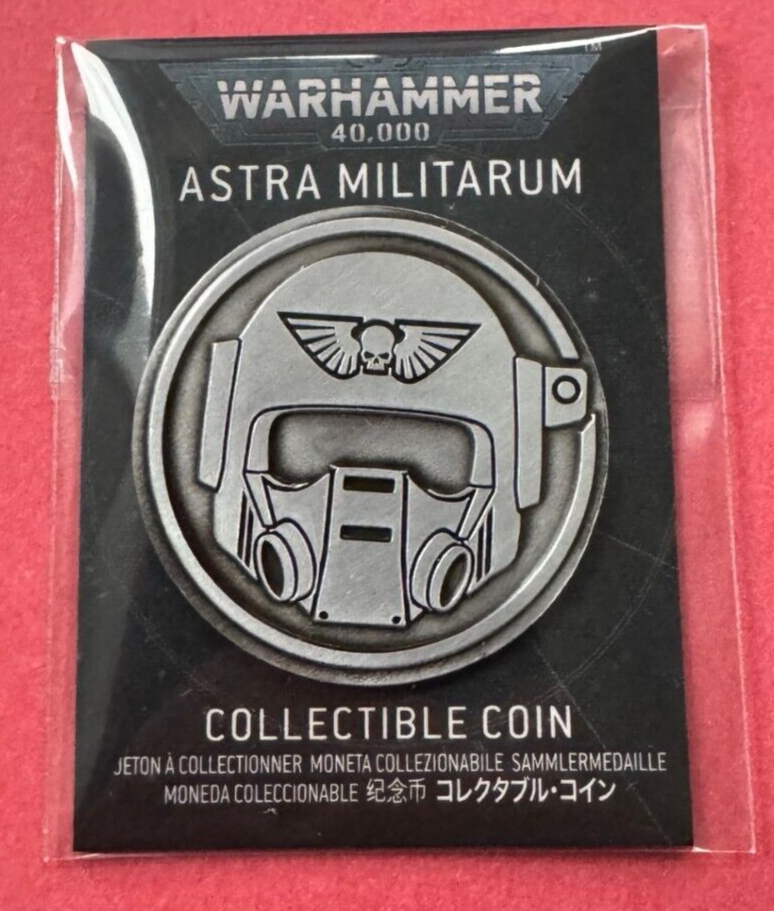 ™
WARHAMMER
40,000
ASTRA MILITARUM
COLLECTIBLE COIN
JETON À COLLECTIONNER MONETA COLLEZIONABILE SAMMLERMEDAILLE
MONEDA COLECCIONABLE 纪念币 コレクタブル・コイン